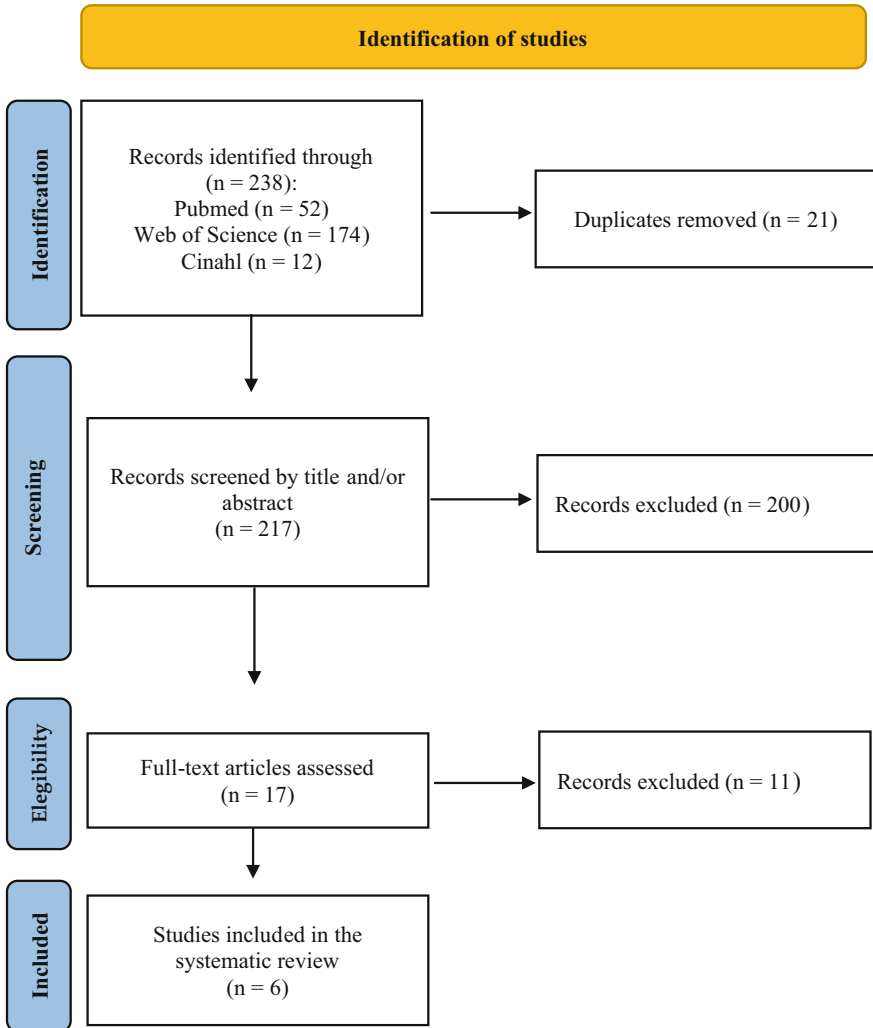 Identification of studies
Identification
Records identified through
(n = 238):
Pubmed (n = 52)
Web of Science (n = 174)
Cinahl (n = 12)
Duplicates removed (n = 21)
Screening
Records screened by title and/or
abstract
(n = 217)
Records excluded (n = 200)
Elegibility
Full-text articles assessed
(n = 17)
Records excluded (n = 11)
Included
Studies included in the
systematic review
(n = 6)